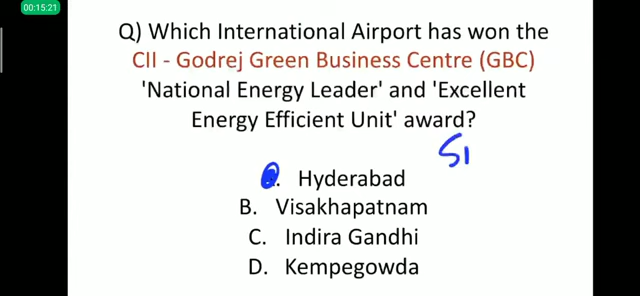 00:15:21
Q) Which International Airport has won the
CII - Godrej Green Business Centre (GBC)
'National Energy Leader' and 'Excellent
Energy Efficient Unit' award?
Hyderabad
B. Visakhapatnam
C. Indira Gandhi
D. Kempegowda